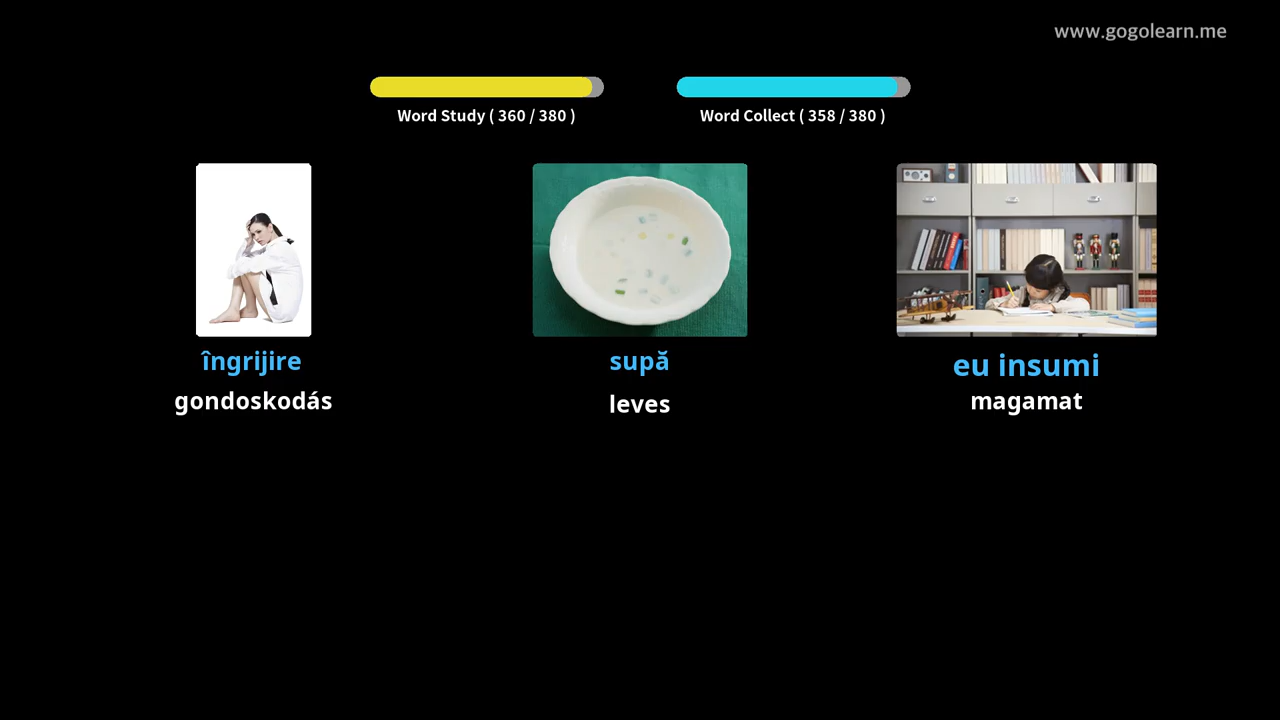 www.gogolearn.me
Word Study ( 360 / 380 )
Word Collect ( 358 / 380 )
îngrijire
gondoskodás
supă
leves
eu insumi
magamat